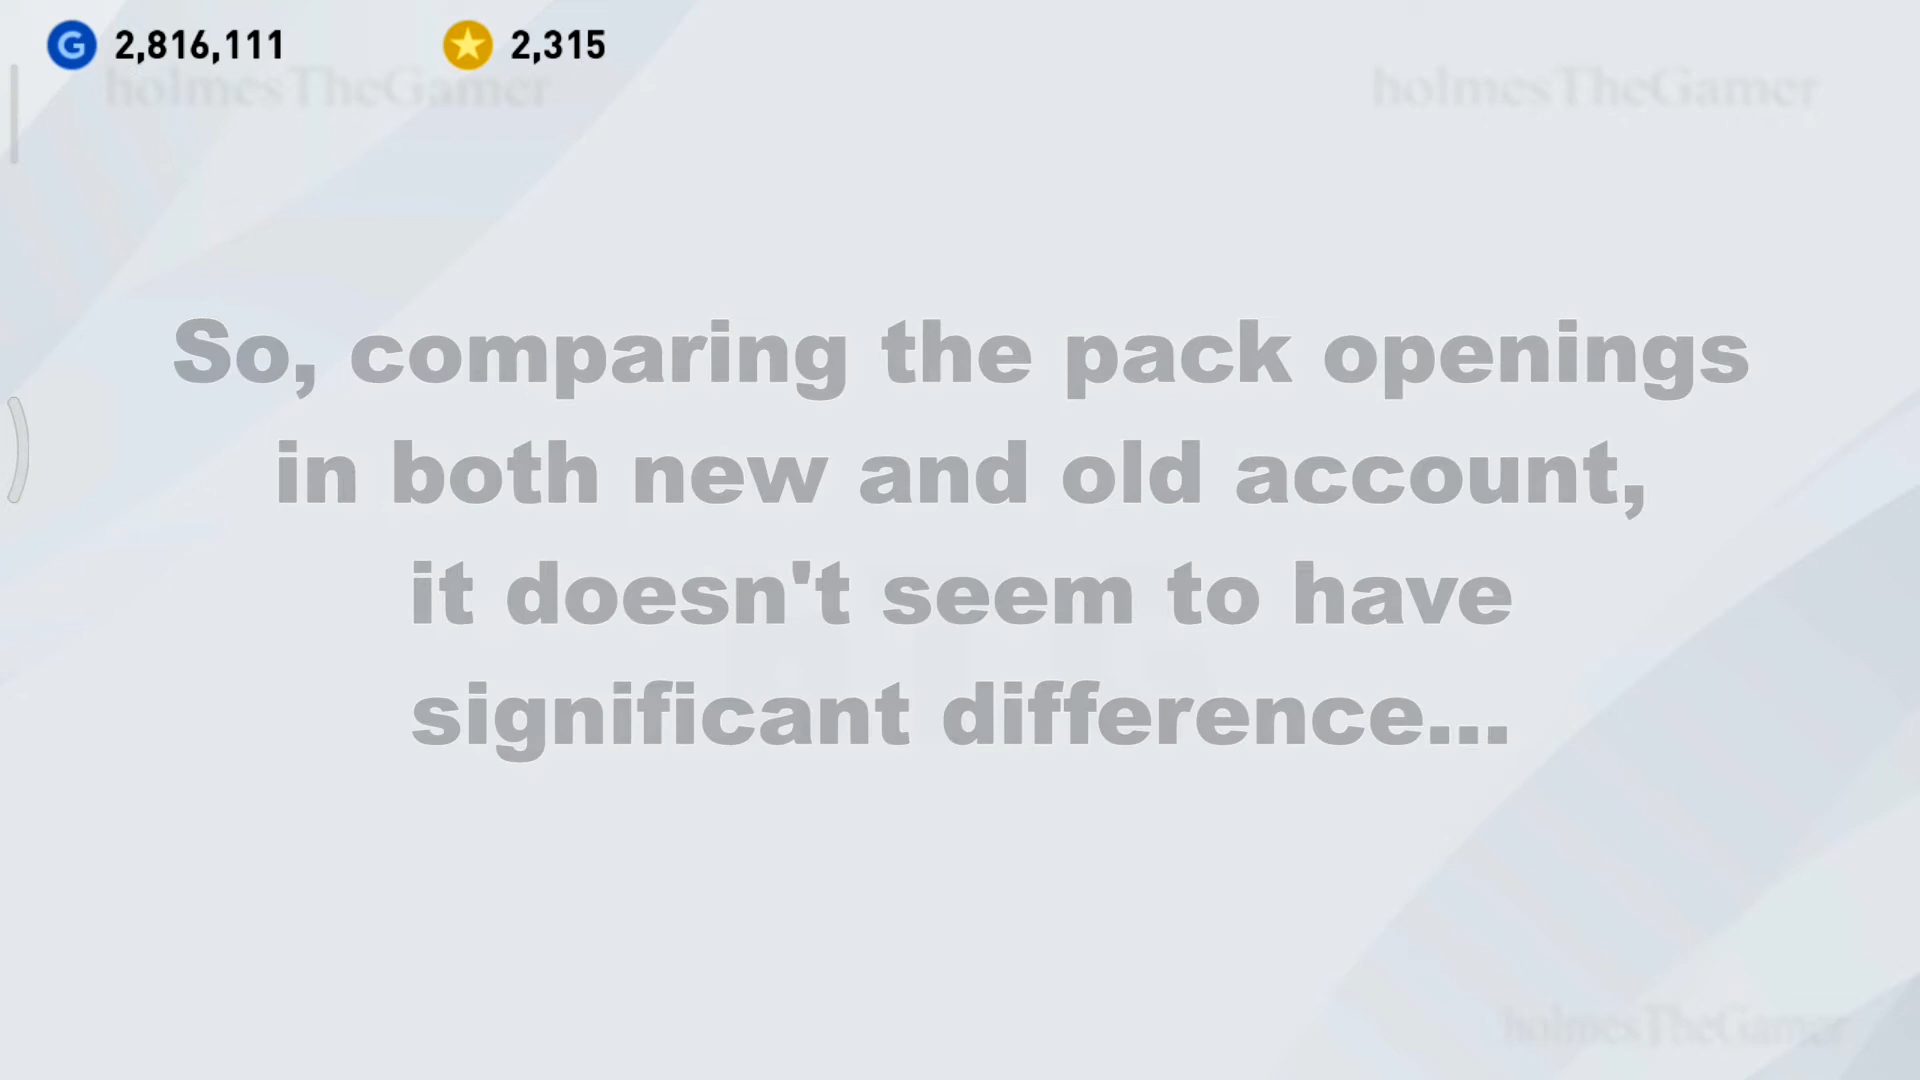 G 2,816,111 2,315
holmesTheGamer holmesTheGamer
So, comparing the pack openings
in both new and old account,
it doesn't seem to have
significant difference...
holmesTheGamer